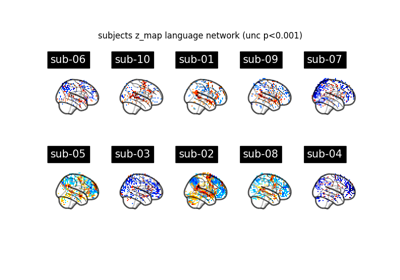 subjects z_map language network (unc p<0.001)
sub-06 sub-10 sub-01 sub-09 sub-07
sub-05 sub-03 sub-02 sub-08 sub-04